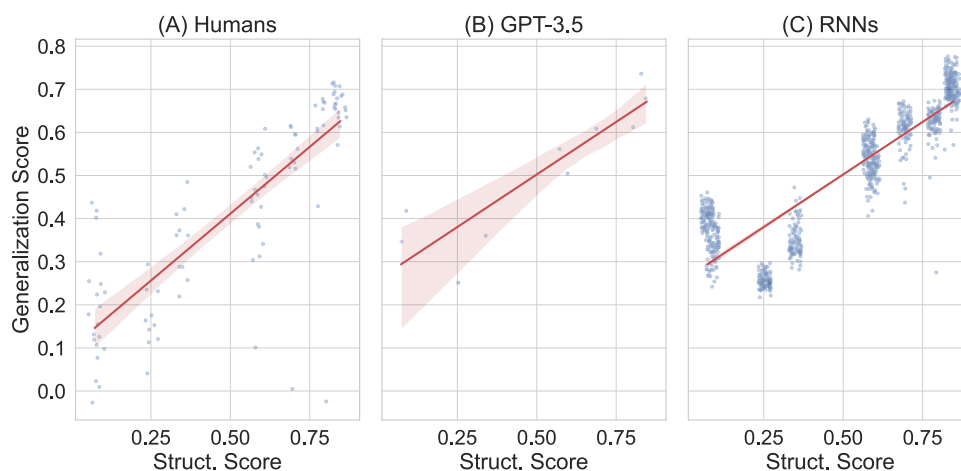 (A) Humans
(B) GPT-3.5
(C) RNNs
Generalization Score
0.8
0.7
0.6
0.5
0.4
0.3
0.2
0.1
0.0
0.25 0.50 0.75
0.25 0.50 0.75
0.25 0.50 0.75
Struct. Score
Struct. Score
Struct. Score